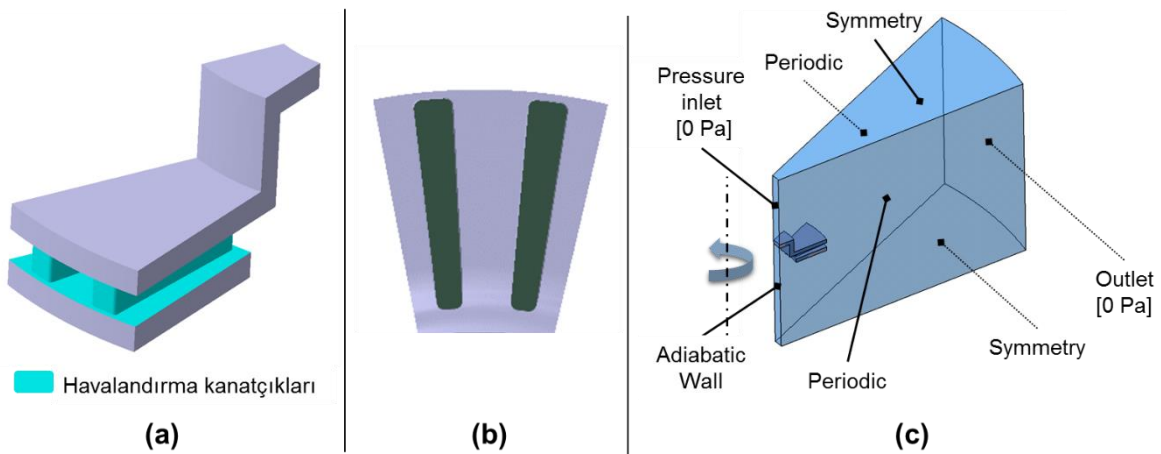 Havalandırma kanatçıkları
(a)
(b)
Symmetry
Periodic
Pressure
inlet
[0 Pa]
Adiabatic
Wall
Periodic
Symmetry
Outlet
[0 Pa]
(c)